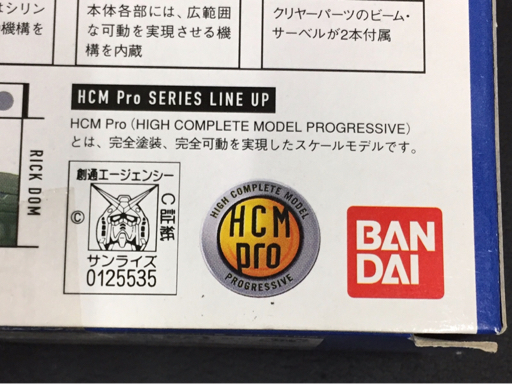 はシリン
機構を
本体各部には、広範囲
な可動を実現させる機
構を内蔵
クリヤーパーツのビーム・
サーベルが2本付属
HCM Pro SERIES LINE UP
HCM Pro (HIGH COMPLETE MODEL PROGRESSIVE)
とは、完全塗装、完全可動を実現したスケールモデルです。
RICK DOM
創通エージェンシー
©
C証紙
サンライズ
0125535
HIGH COMPLETE MODEL
HCM
pro
PROGRESSIVE
BAN
DAI